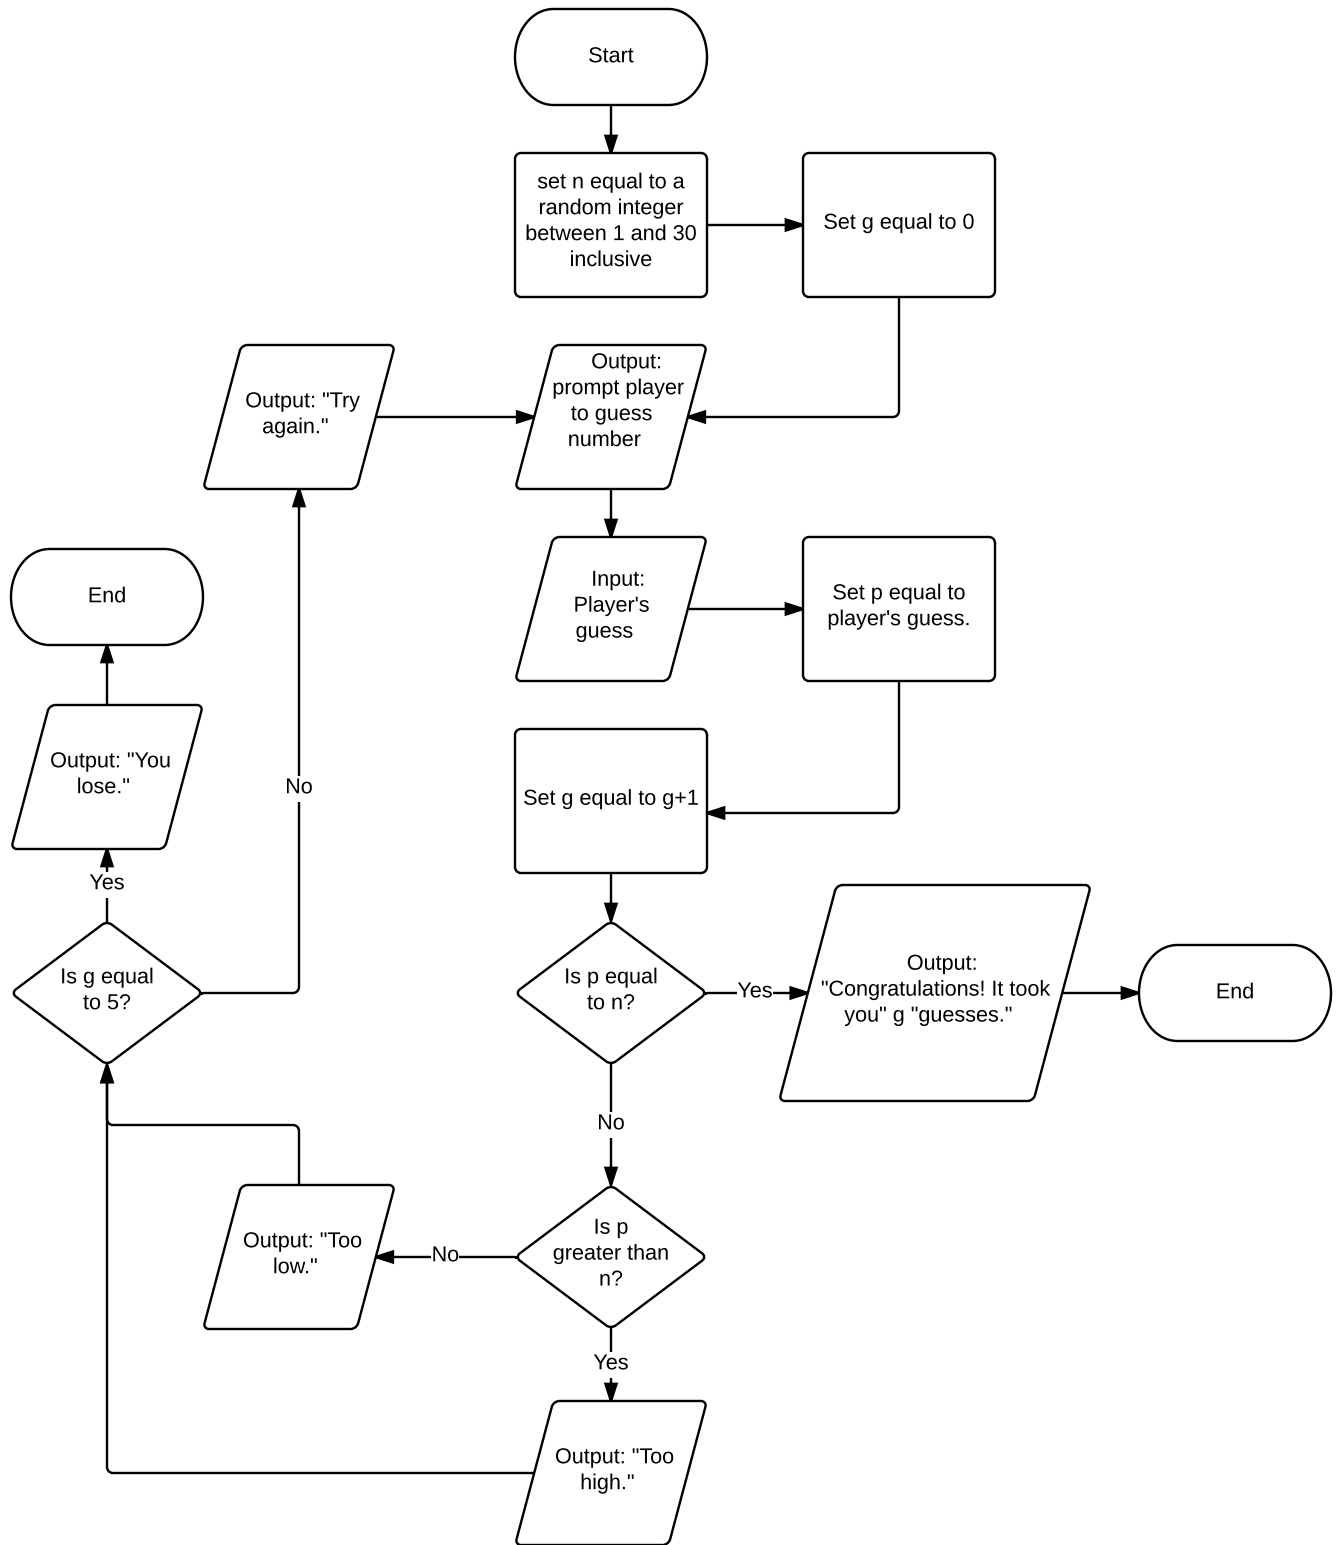 Start
set n equal to a
random integer
between 1 and 30
inclusive
Set g equal to 0
Output: "Try
again."
Output:
prompt player
to guess
number
End
Input:
Player's
guess
Set p equal to
player's guess.
Output: "You
lose."
No
Set g equal to g+1
Yes
Is g equal
to 5?
Is p equal
to n?
Yes
Output:
"Congratulations! It took
you" g "guesses."
End
No
Output: "Too
low."
No
Is p
greater than
n?
Yes
Output: "Too
high."